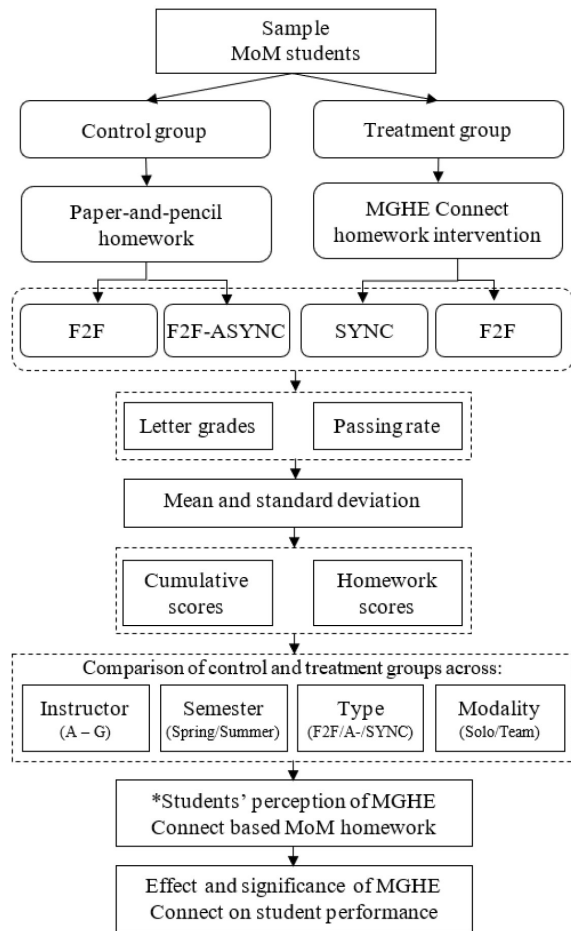 Sample
MoM students
Control group
Treatment group
Paper-and-pencil
homework
MGHE Connect
homework intervention
F2F
F2F-ASYNC
SYNC
F2F
Letter grades
Passing rate
Mean and standard deviation
Cumulative
scores
Homework
scores
Comparison of control and treatment groups across:
Instructor
(A – G)
Semester
(Spring/Summer)
Type
(F2F/A-/SYNC)
Modality
(Solo/Team)
*Students’ perception of MGHE
Connect based MoM homework
Effect and significance of MGHE
Connect on student performance